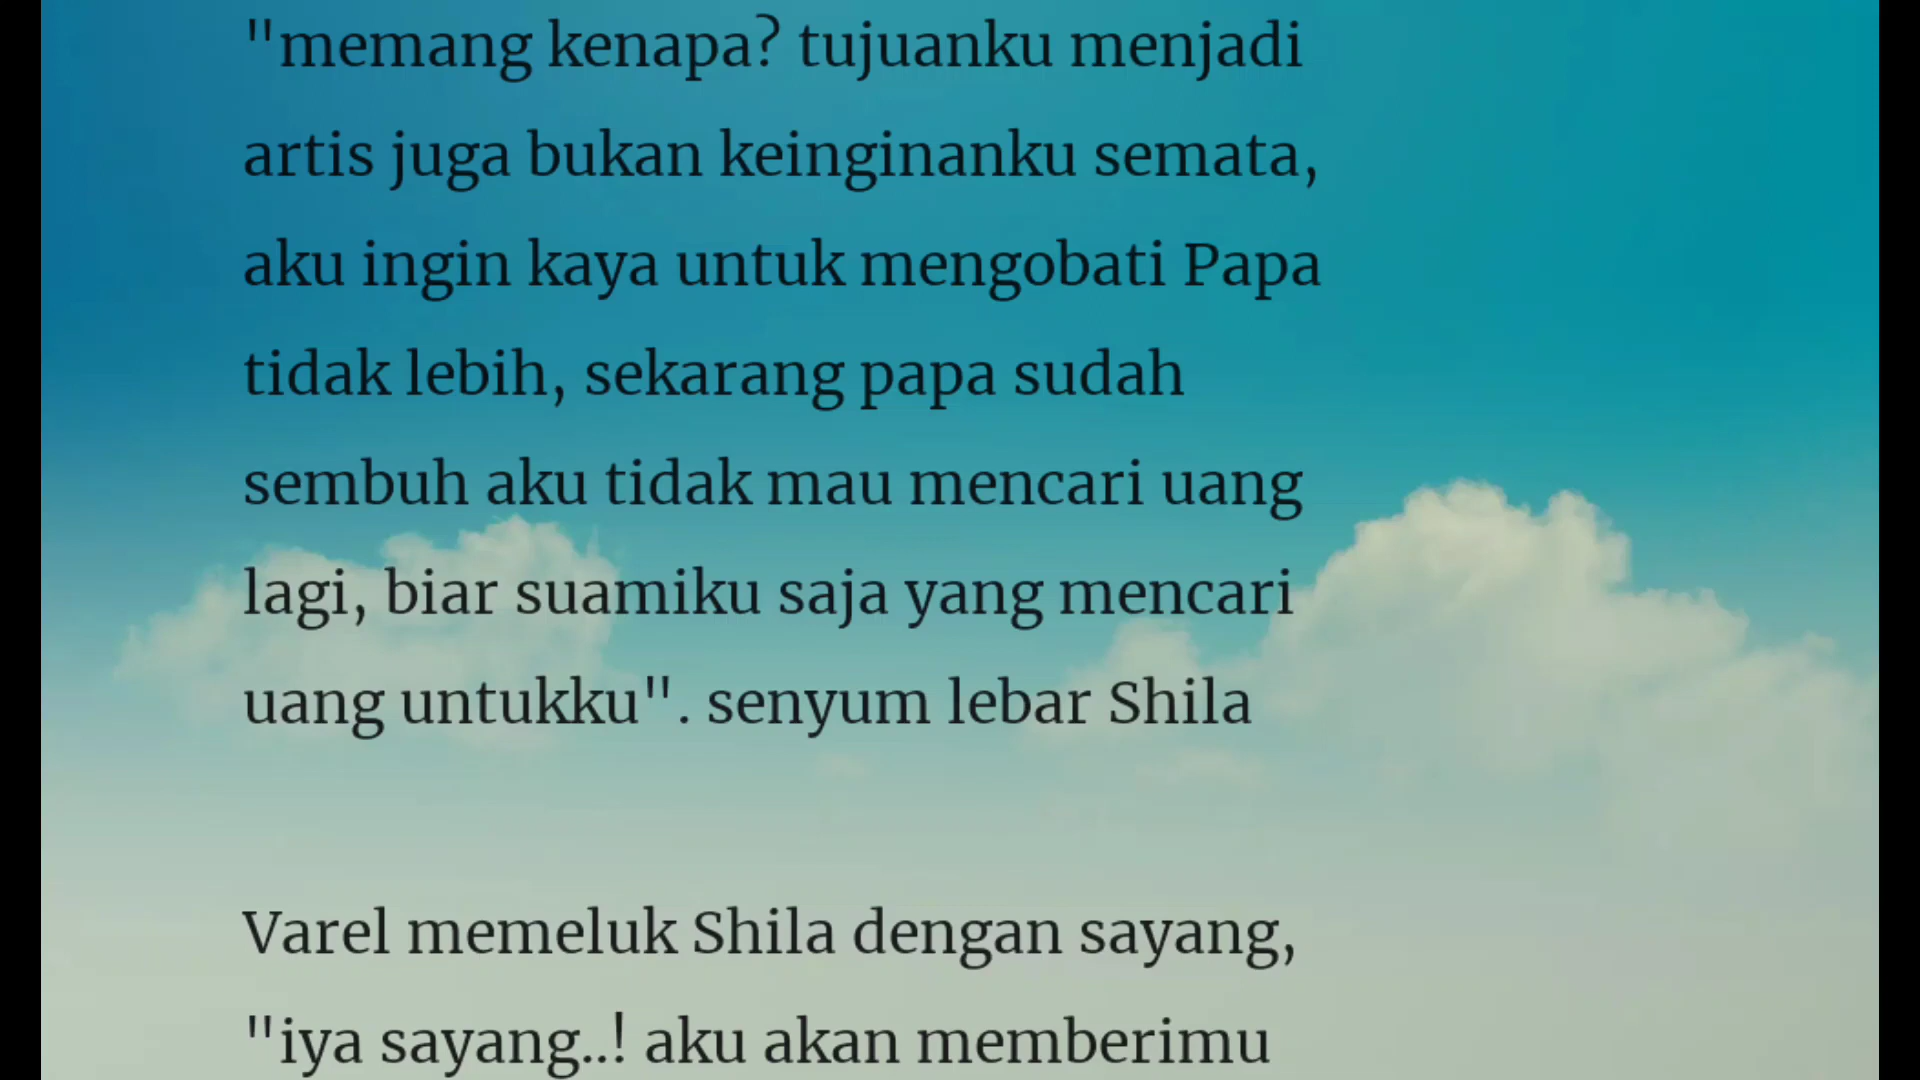 "memang kenapa? tujuanku menjadi
artis juga bukan keinginanku semata,
aku ingin kaya untuk mengobati Papa
tidak lebih, sekarang papa sudah
sembuh aku tidak mau mencari uang
lagi, biar suamiku saja yang mencari
uang untukku". senyum lebar Shila
Varel memeluk Shila dengan sayang,
"iya sayang..! aku akan memberimu